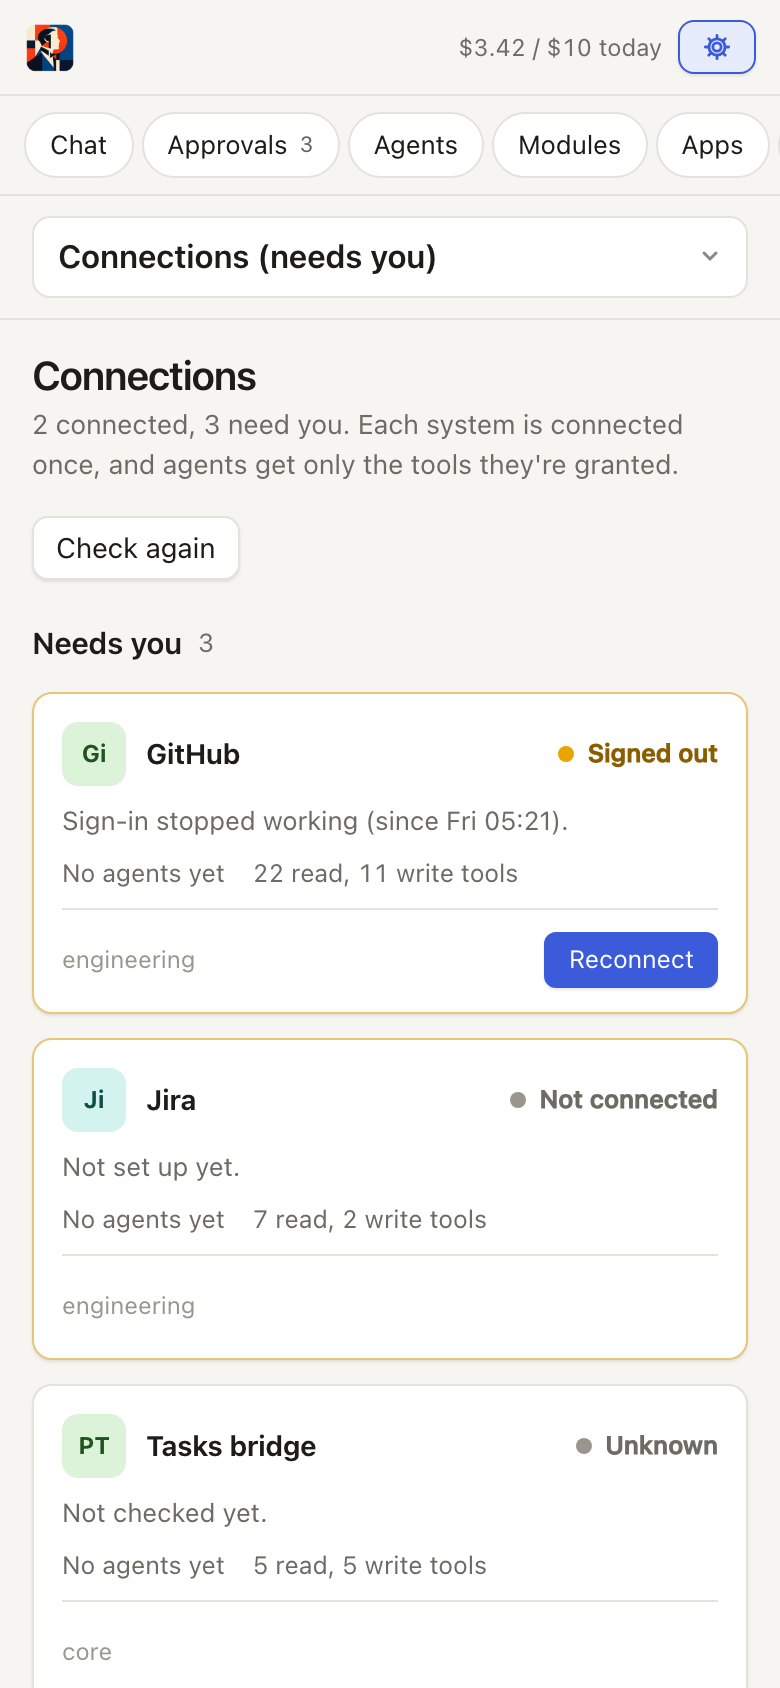 $3.42 / $10 today
Chat
Approvals 3
Agents
Modules
Apps
Connections (needs you)
Connections
2 connected, 3 need you. Each system is connected
once, and agents get only the tools they're granted.
Check again
Needs you 3
Gi
GitHub
Signed out
Sign-in stopped working (since Fri 05:21).
No agents yet 22 read, 11 write tools
engineering
Reconnect
Ji
Jira
Not connected
Not set up yet.
No agents yet 7 read, 2 write tools
engineering
PT
Tasks bridge
Unknown
Not checked yet.
No agents yet 5 read, 5 write tools
core